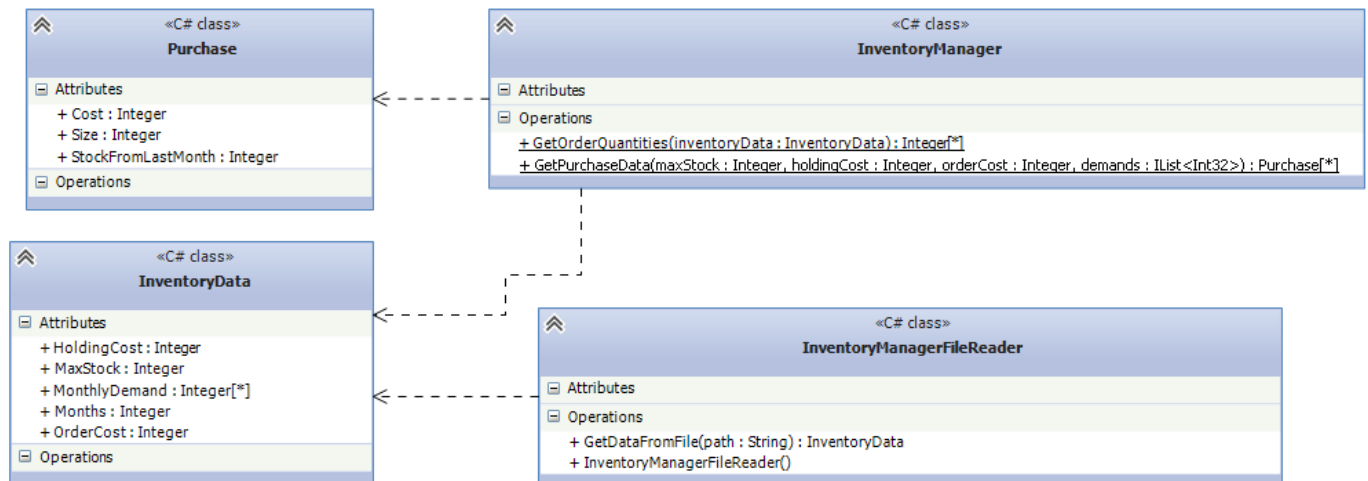 «C# class»
Purchase
Attributes
+ Cost : Integer
+ Size : Integer
+ StockFromLastMonth : Integer
Operations
«C# class»
InventoryManager
Attributes
Operations
+ GetOrderQuantities(inventoryData : InventoryData) : Integer[*]
+ GetPurchaseData(maxStock : Integer, holdingCost : Integer, orderCost : Integer, demands : IList<Int32>) : Purchase[*]
«C# class»
InventoryData
Attributes
+ HoldingCost : Integer
+ MaxStock : Integer
+ MonthlyDemand : Integer[*]
+ Months : Integer
+ OrderCost : Integer
Operations
«C# class»
InventoryManagerFileReader
Attributes
Operations
+ GetDataFromFile(path : String) : InventoryData
+ InventoryManagerFileReader()